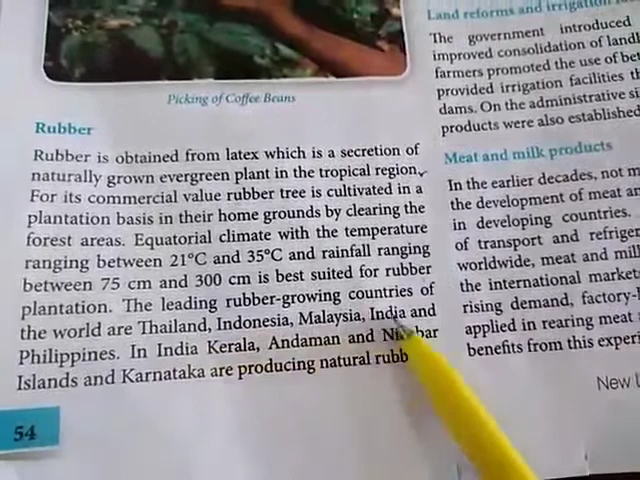 Picking of Coffee Beans
Rubber
Rubber is obtained from latex which is a secretion of
naturally grown evergreen plant in the tropical region,
For its commercial value rubber tree is cultivated in a
plantation basis in their home grounds by clearing the
forest areas. Equatorial climate with the temperature
ranging between 21°C and 35°C and rainfall ranging
between 75 cm and 300 cm is best suited for rubber
plantation. The leading rubber-growing countries of
the world are Thailand, Indonesia, Malaysia, India and
Philippines. In India Kerala, Andaman and
Islands and Karnataka are producing natural
54
Land reforms and
The government introduced
improved consolidation of
farmers promoted the use of
provided irrigation facilities
dams. On the administrative
products were also established
Meat and milk products
In the earlier decades, not
the development of meat
in developing countries.
of transport and
worldwide, meat and
the international
rising demand,
applied in rearing meat
benefits from this
New